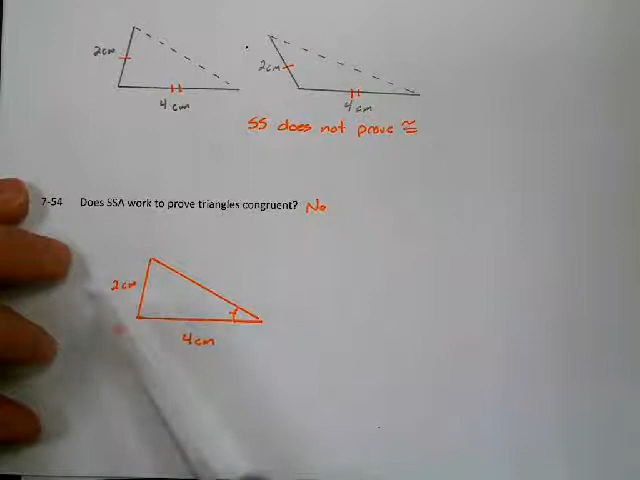 2cm 2cm
4 cm 4 cm
SS does not prove ≅
7-54 Does SSA work to prove triangles congruent? No
2cm
4cm